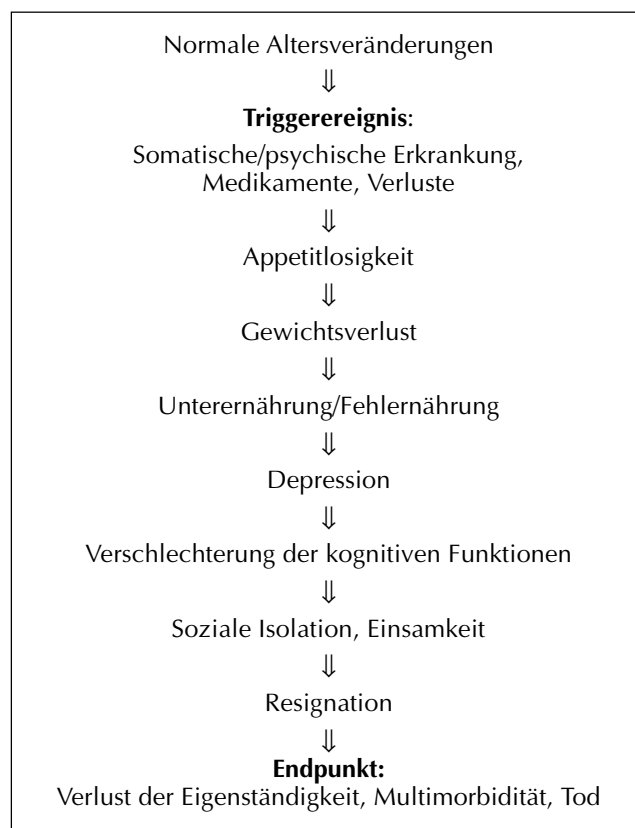 Normale Altersveränderungen
⇓
Triggerereignis:
Somatische/psychische Erkrankung,
Medikamente, Verluste
⇓
Appetitlosigkeit
⇓
Gewichtsverlust
⇓
Unterernährung/Fehlernährung
⇓
Depression
⇓
Verschlechterung der kognitiven Funktionen
⇓
Soziale Isolation, Einsamkeit
⇓
Resignation
⇓
Endpunkt:
Verlust der Eigenständigkeit, Multimorbidität, Tod